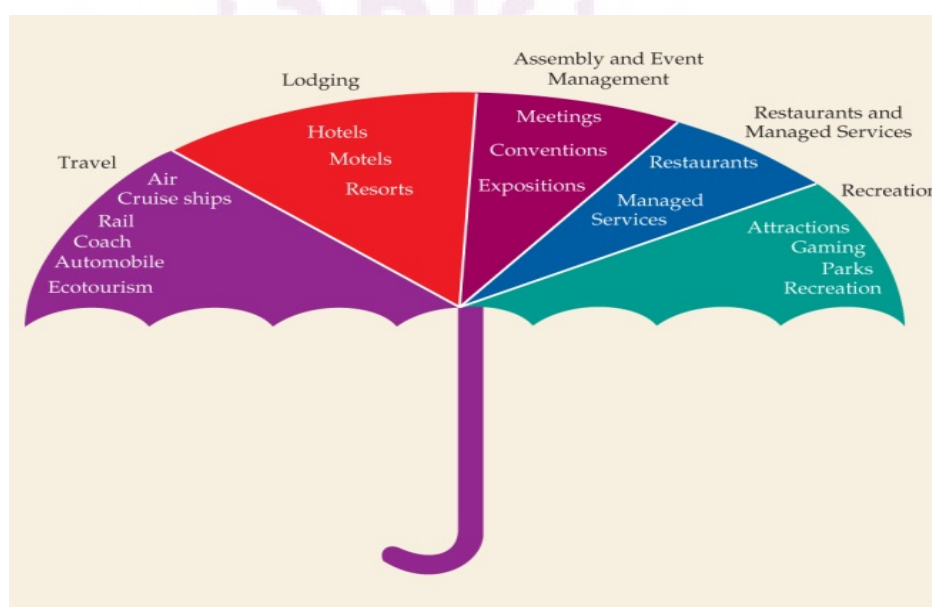 Travel
Air
Cruise ships
Rail
Coach
Automobile
Ecotourism
Lodging
Hotels
Motels
Resorts
Assembly and Event
Management
Meetings
Conventions
Expositions
Restaurants and
Managed Services
Restaurants
Managed
Services
Recreation
Attractions
Gaming
Parks
Recreation